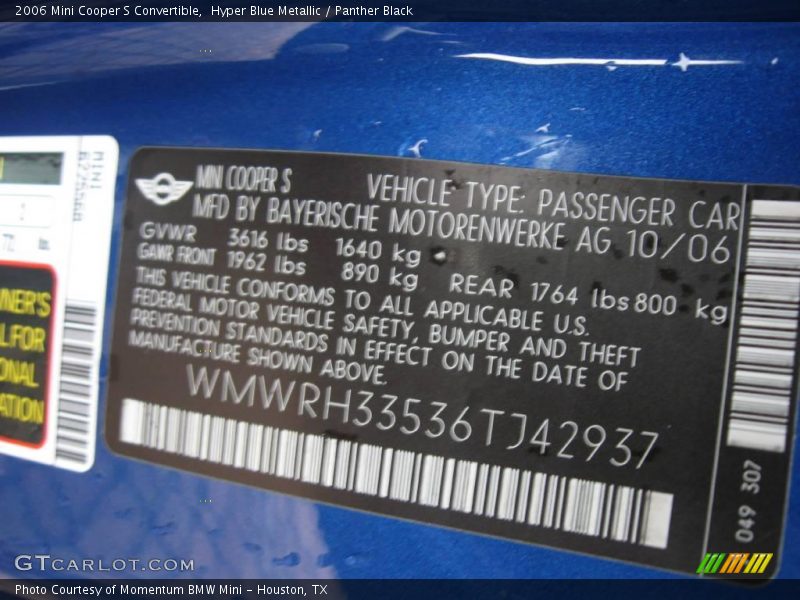 2006 Mini Cooper S Convertible,  Hyper Blue Metallic / Panther Black
MINI COOPER S VEHICLE TYPE: PASSENGER CAR
MFD BY BAYERISCHE MOTORENWERKE AG 10/06
GVWR 3616 lbs 1640 kg
GAWR FRONT 1962 lbs 890 kg REAR 1764 lbs 800 kg
THIS VEHICLE CONFORMS TO ALL APPLICABLE U.S.
FEDERAL MOTOR VEHICLE SAFETY, BUMPER AND THEFT
PREVENTION STANDARDS IN EFFECT ON THE DATE OF
MANUFACTURE SHOWN ABOVE.
WMWRH33536TJ42937
049 307
MINI
lbs
GTCARLOT.COM
Photo Courtesy of Momentum BMW Mini - Houston, TX